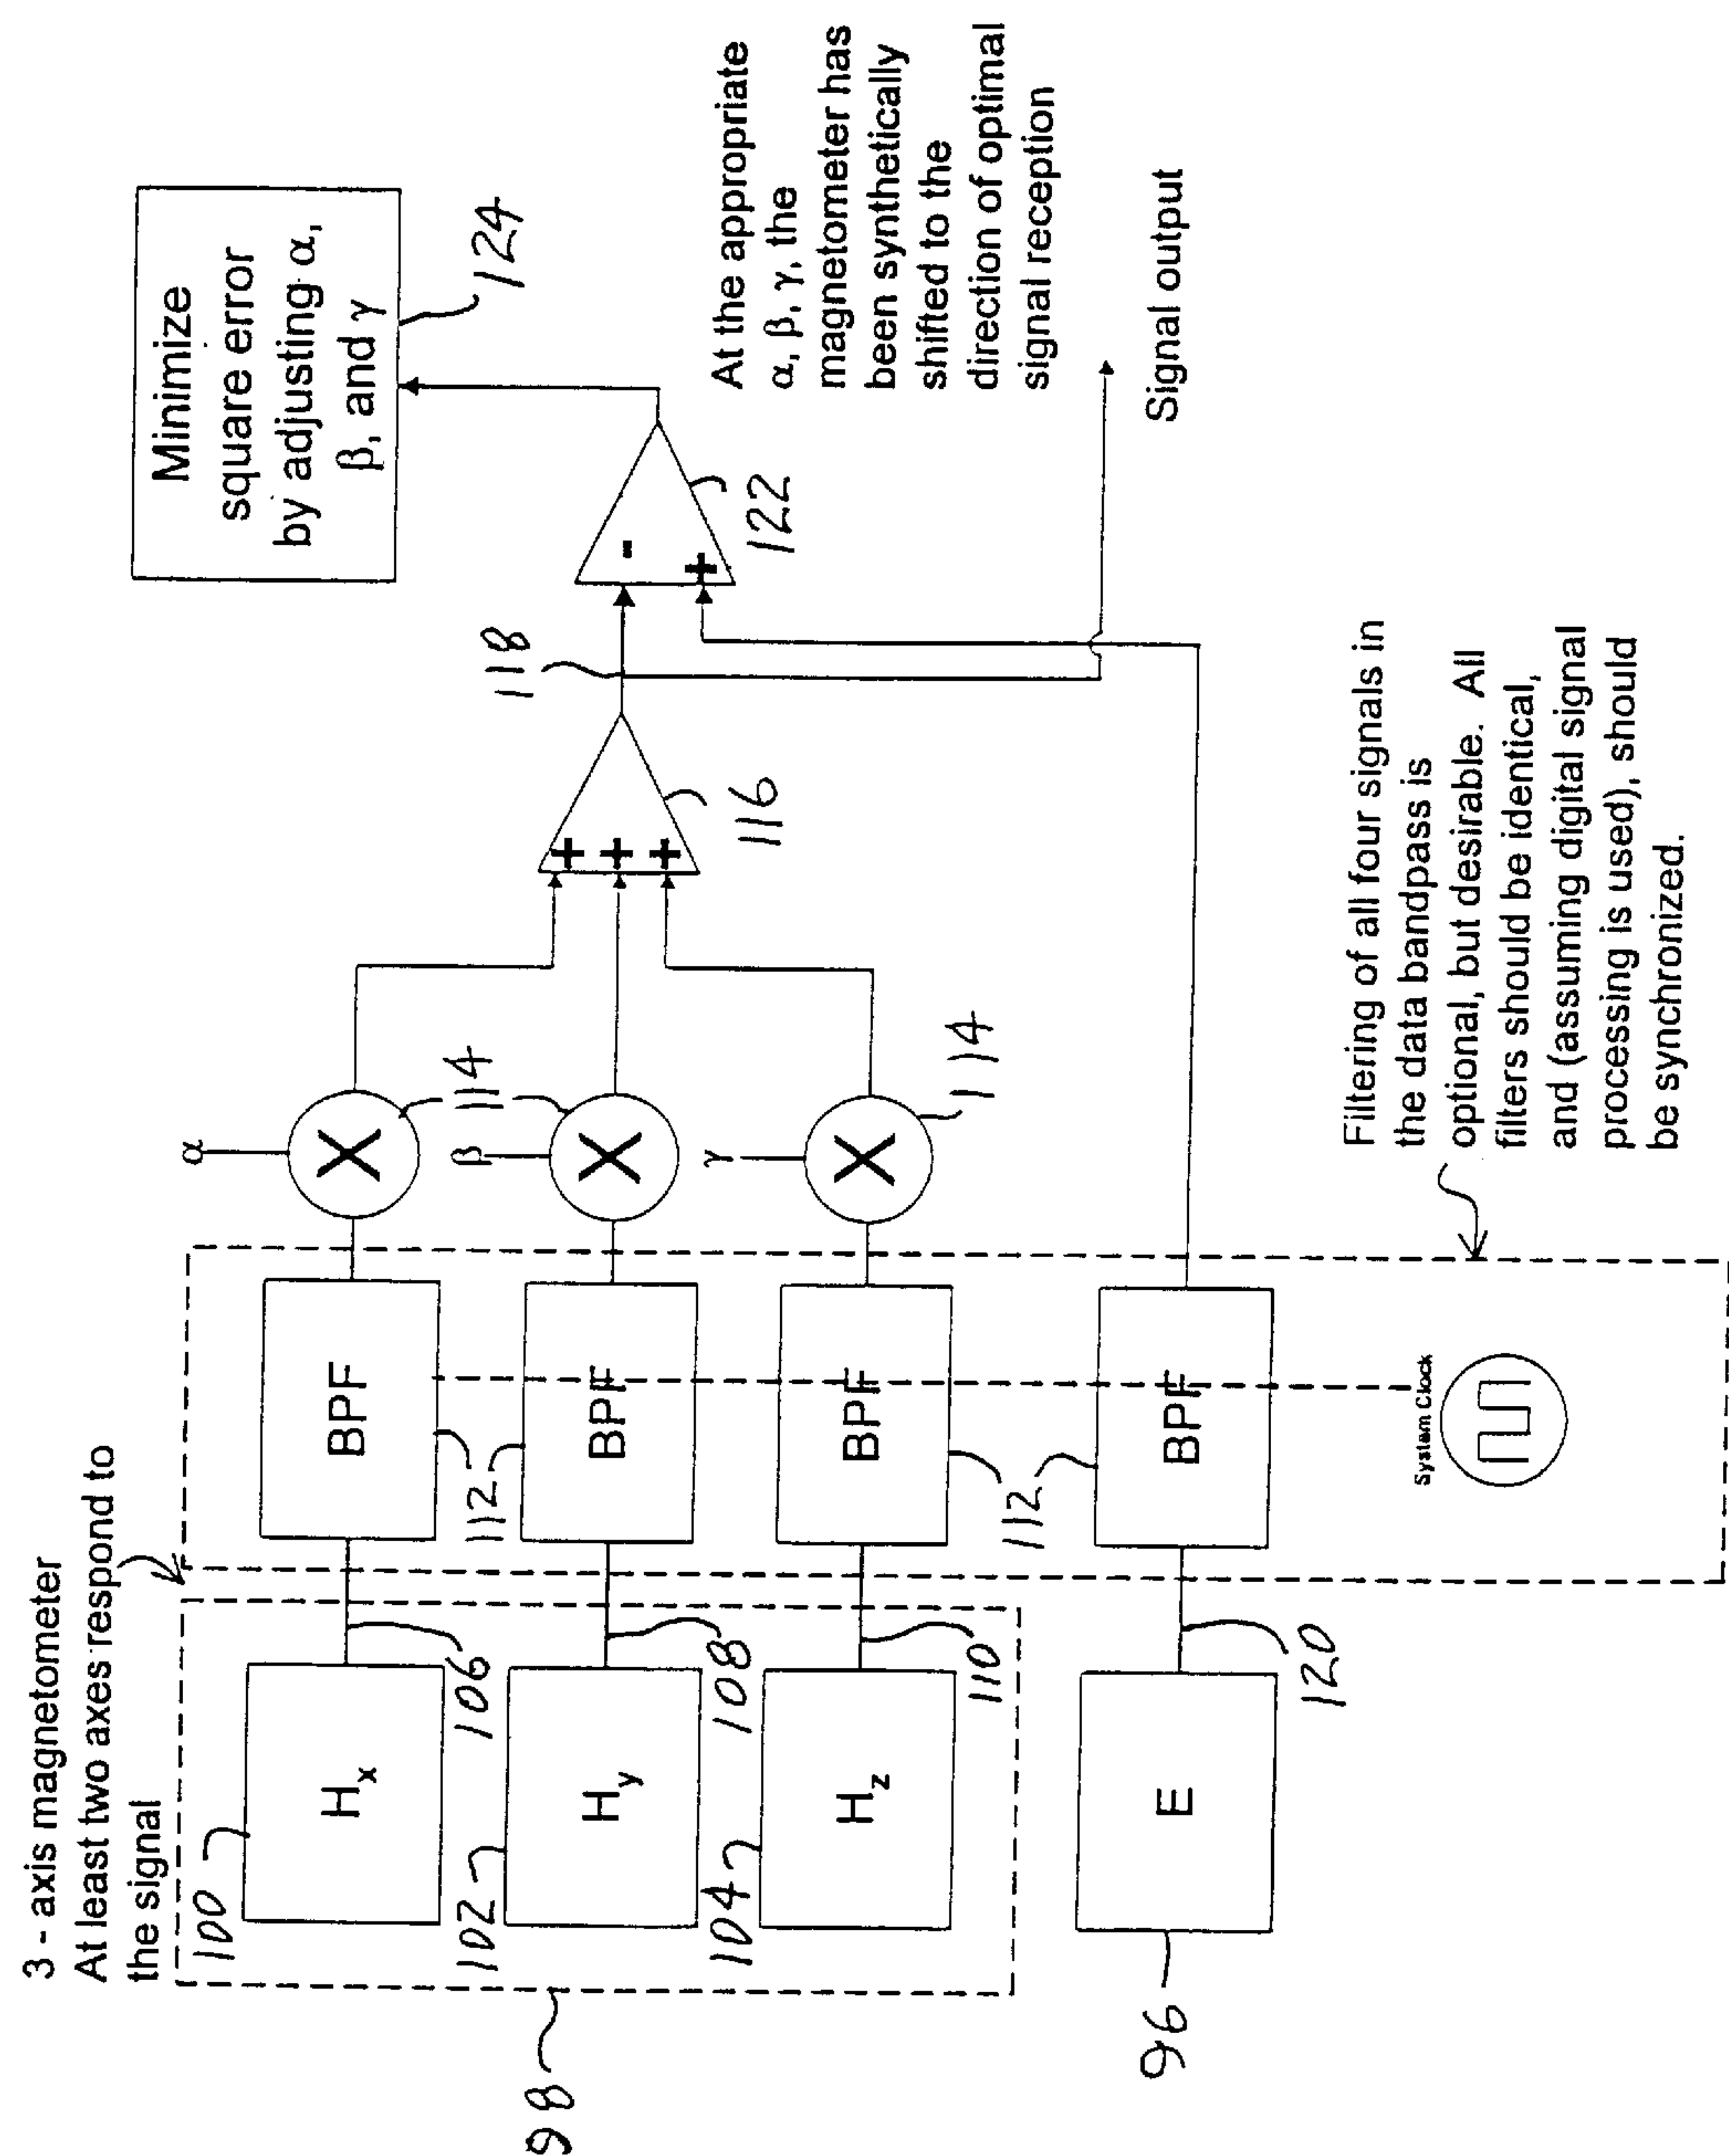 3 - axis magnetometer
At least two axes respond to
the signal
98
100
Hx
106
102
Hy
108
104
Hz
110
96
E
120
BPF
112
BPF
BPF
112
BPF
System Clock
α
114
β
γ
114
+
+
+
116
118
-
+
122
Minimize
square error
by adjusting α,
β, and γ
124
At the appropriate
α, β, γ, the
magnetometer has
been synthetically
shifted to the
direction of optimal
signal reception
Signal output
Filtering of all four signals in
the data bandpass is
optional, but desirable. All
filters should be identical,
and (assuming digital signal
processing is used), should
be synchronized.